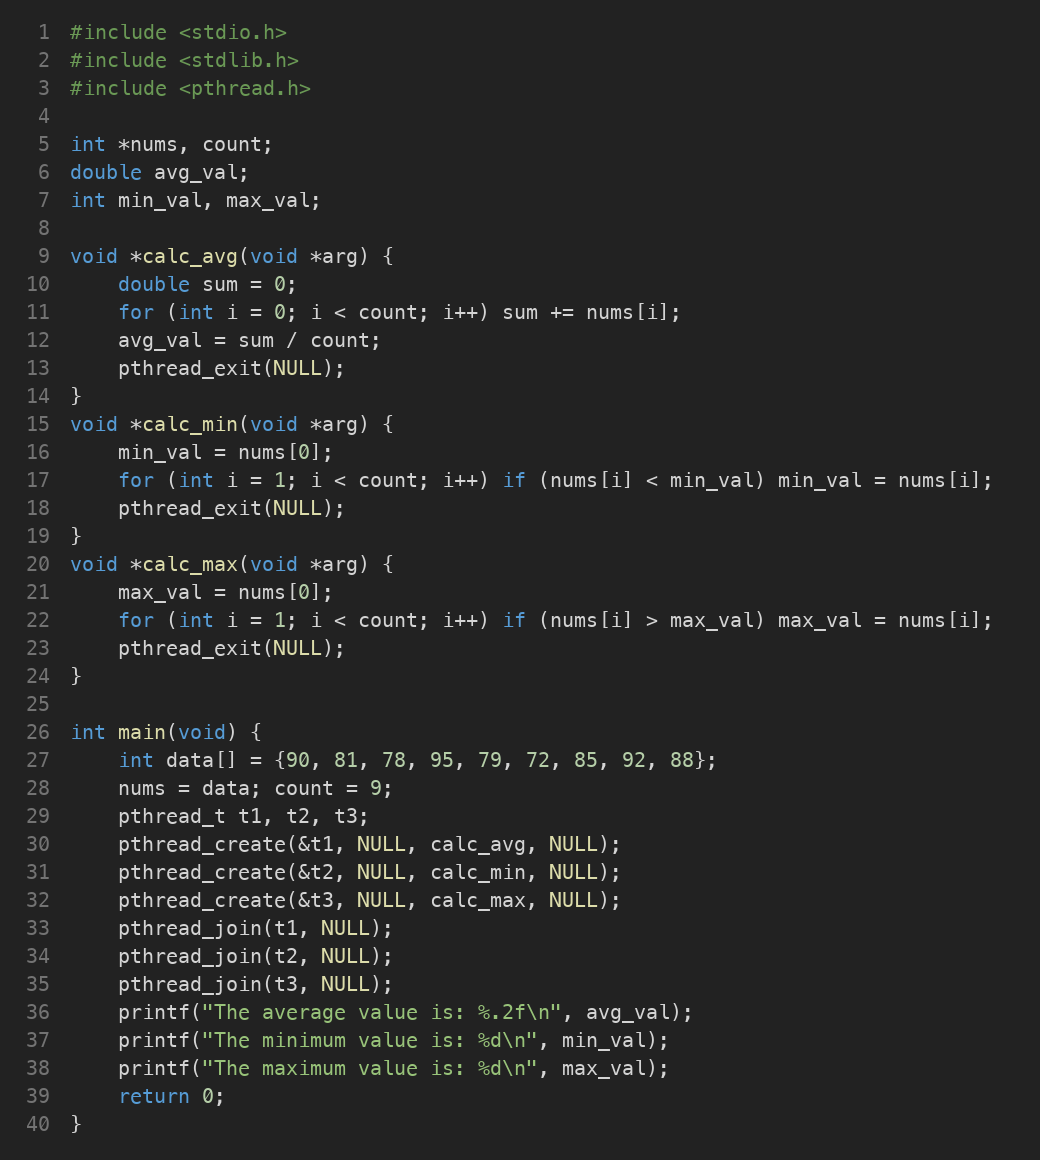 1 #include <stdio.h>
2 #include <stdlib.h>
3 #include <pthread.h>
4
5 int *nums, count;
6 double avg_val;
7 int min_val, max_val;
8
9 void *calc_avg(void *arg) {
10     double sum = 0;
11     for (int i = 0; i < count; i++) sum += nums[i];
12     avg_val = sum / count;
13     pthread_exit(NULL);
14 }
15 void *calc_min(void *arg) {
16     min_val = nums[0];
17     for (int i = 1; i < count; i++) if (nums[i] < min_val) min_val = nums[i];
18     pthread_exit(NULL);
19 }
20 void *calc_max(void *arg) {
21     max_val = nums[0];
22     for (int i = 1; i < count; i++) if (nums[i] > max_val) max_val = nums[i];
23     pthread_exit(NULL);
24 }
25
26 int main(void) {
27     int data[] = {90, 81, 78, 95, 79, 72, 85, 92, 88};
28     nums = data; count = 9;
29     pthread_t t1, t2, t3;
30     pthread_create(&t1, NULL, calc_avg, NULL);
31     pthread_create(&t2, NULL, calc_min, NULL);
32     pthread_create(&t3, NULL, calc_max, NULL);
33     pthread_join(t1, NULL);
34     pthread_join(t2, NULL);
35     pthread_join(t3, NULL);
36     printf("The average value is: %.2f\n", avg_val);
37     printf("The minimum value is: %d\n", min_val);
38     printf("The maximum value is: %d\n", max_val);
39     return 0;
40 }